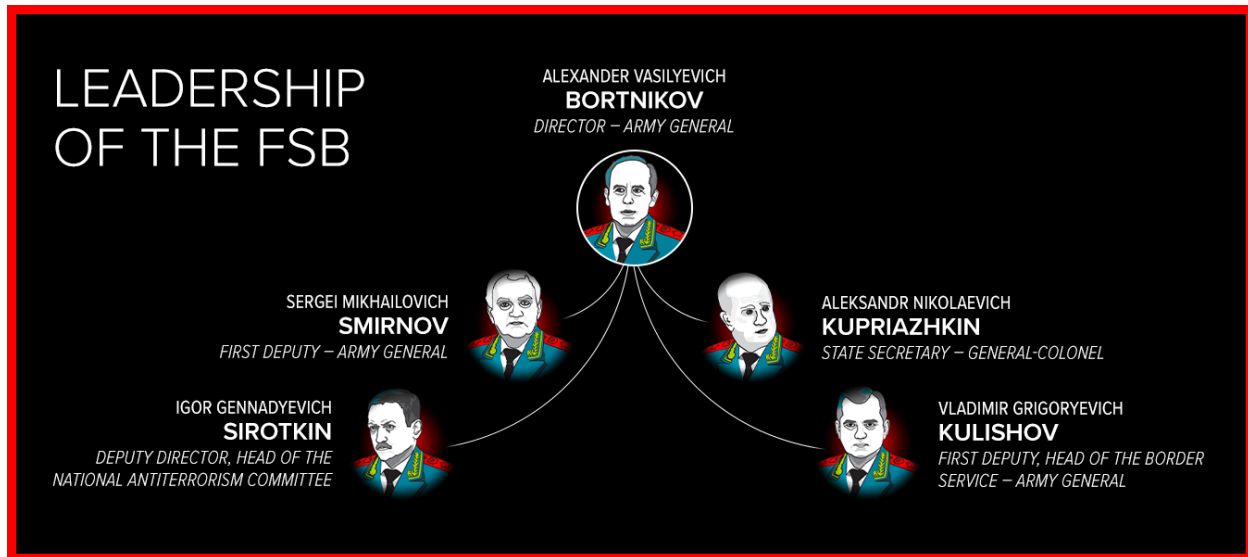 LEADERSHIP
OF THE FSB
ALEXANDER VASILYEVICH
BORTNIKOV
DIRECTOR – ARMY GENERAL
SERGEI MIKHAILOVICH
SMIRNOV
FIRST DEPUTY – ARMY GENERAL
ALEKSANDR NIKOLAEVICH
KUPRIAZHKIN
STATE SECRETARY – GENERAL-COLONEL
IGOR GENNADYEVICH
SIROTKIN
DEPUTY DIRECTOR, HEAD OF THE
NATIONAL ANTITERRORISM COMMITTEE
VLADIMIR GRIGORYEVICH
KULISHOV
FIRST DEPUTY, HEAD OF THE BORDER
SERVICE – ARMY GENERAL